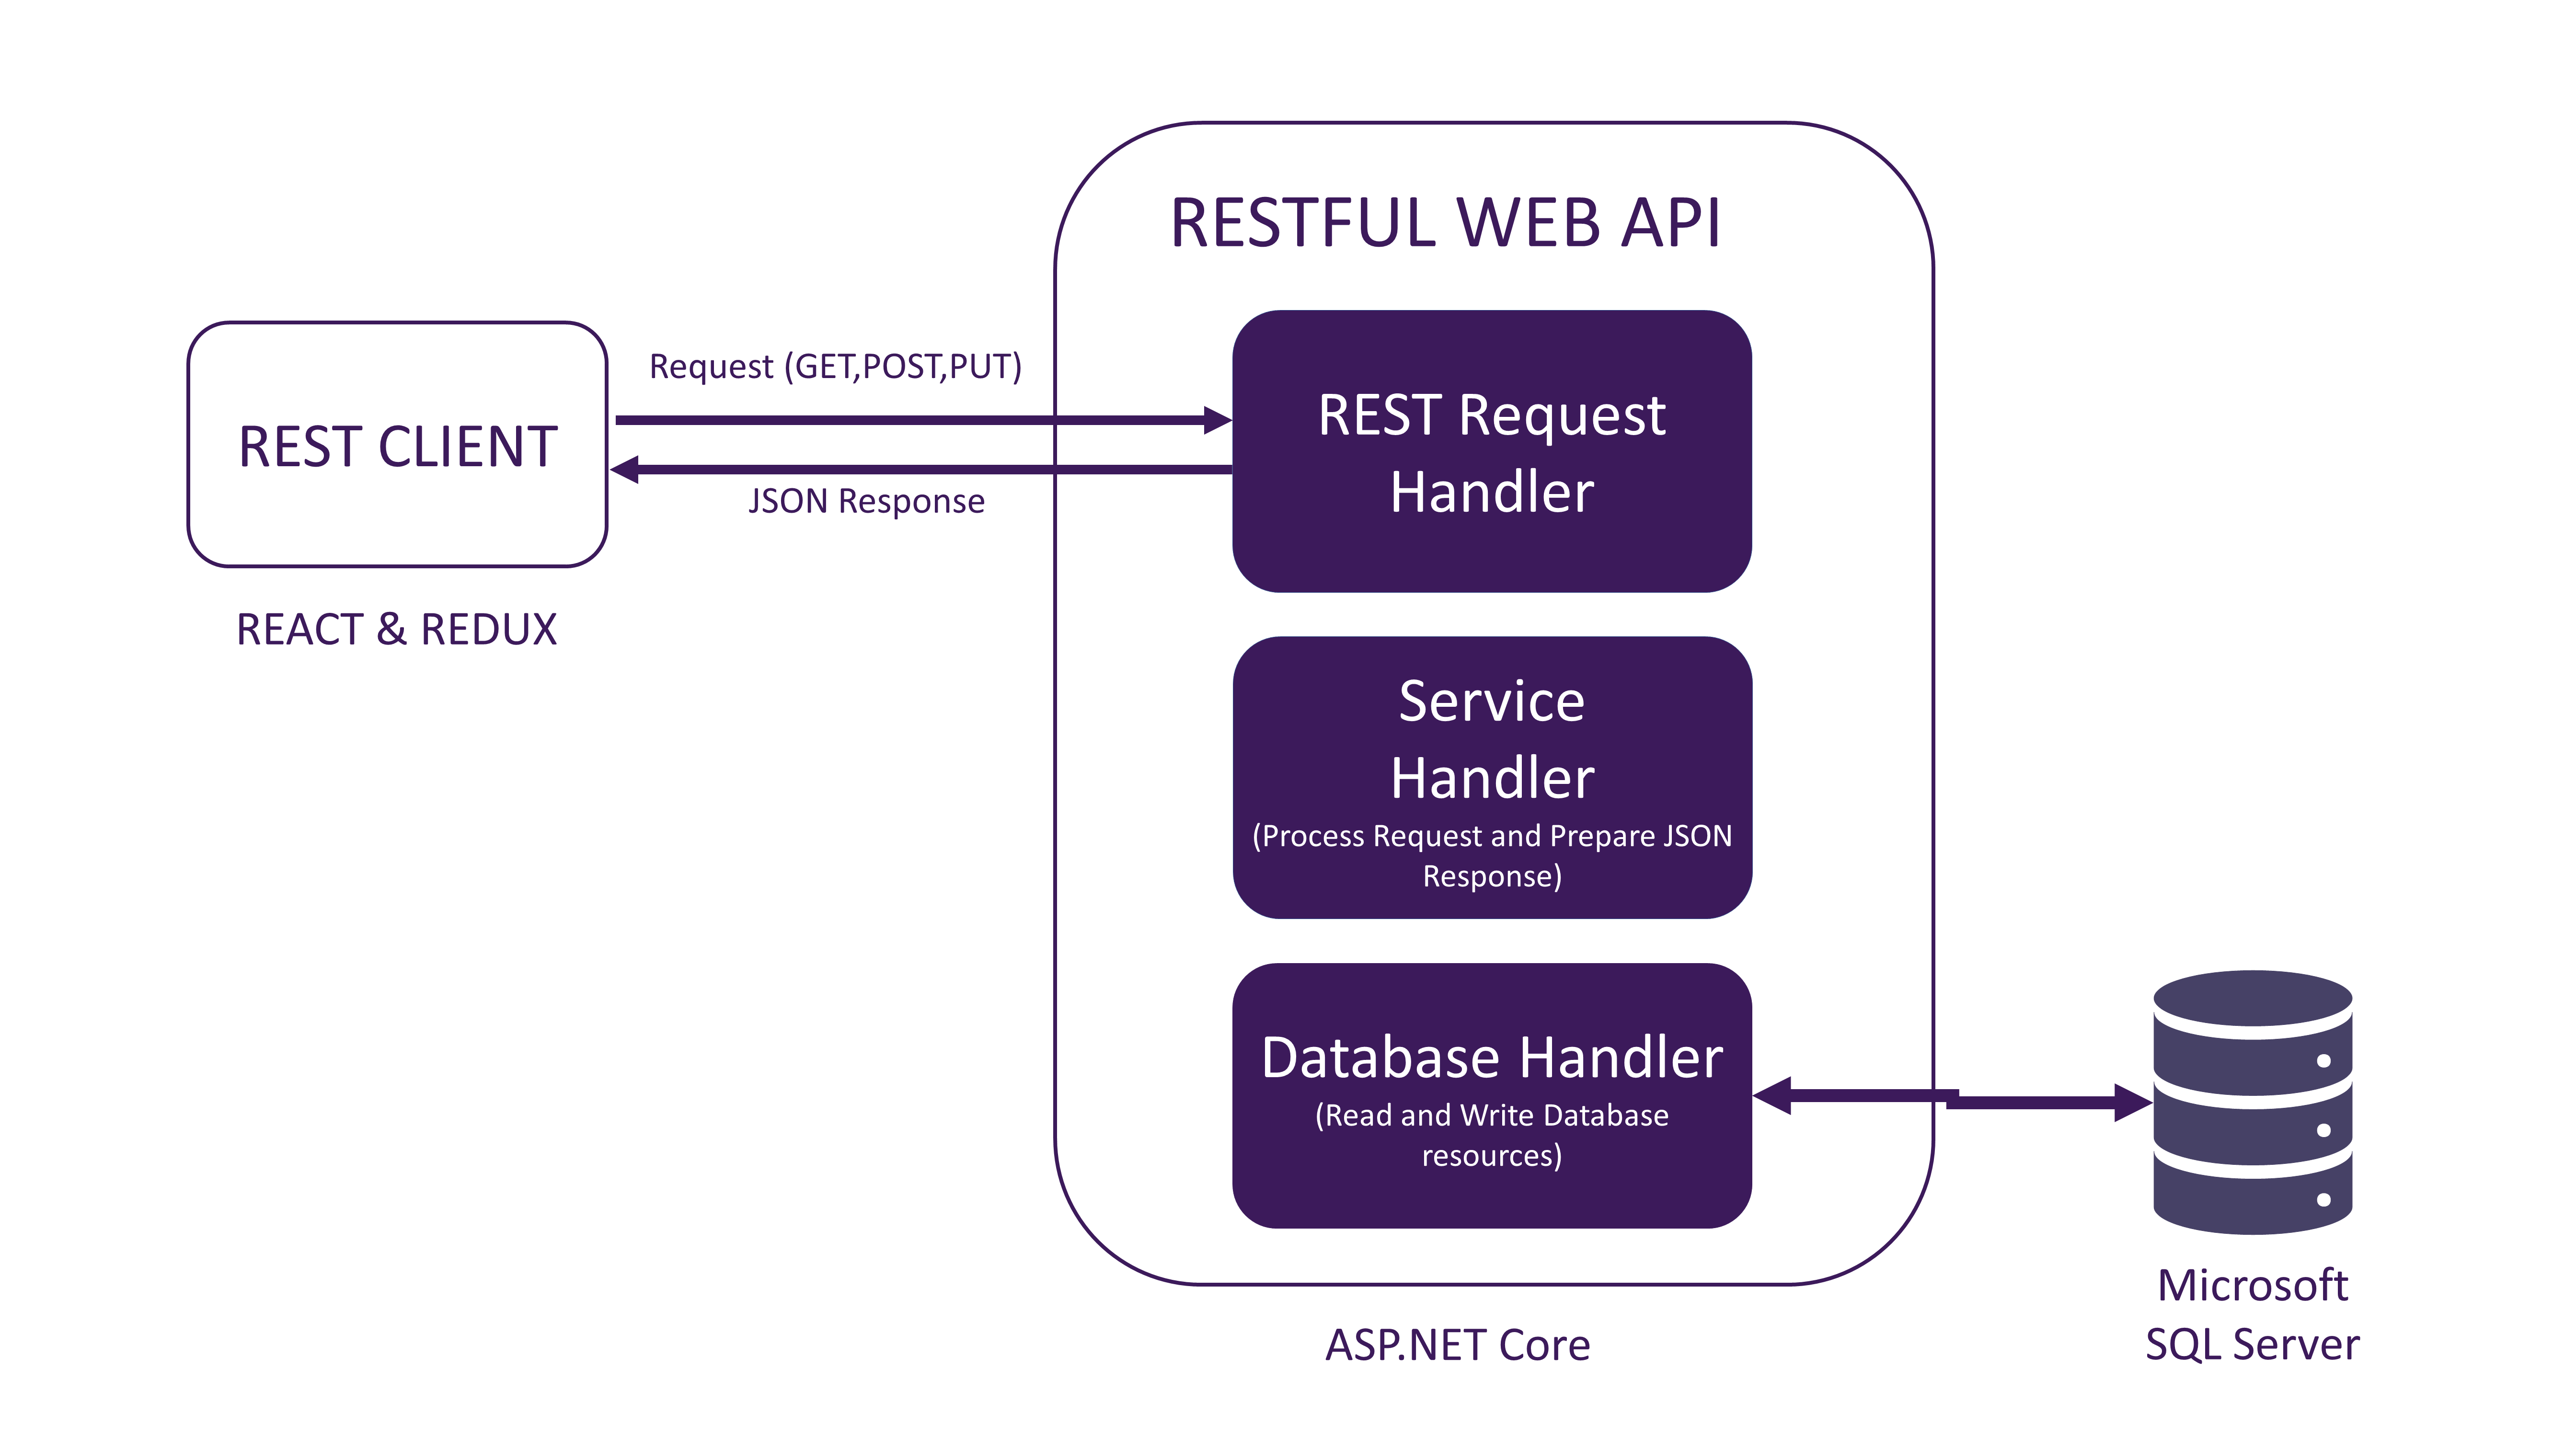 RESTFUL WEB API
REST CLIENT
REACT & REDUX
Request (GET,POST,PUT)
JSON Response
REST Request
Handler
Service
Handler
(Process Request and Prepare JSON
Response)
Database Handler
(Read and Write Database
resources)
ASP.NET Core
Microsoft
SQL Server